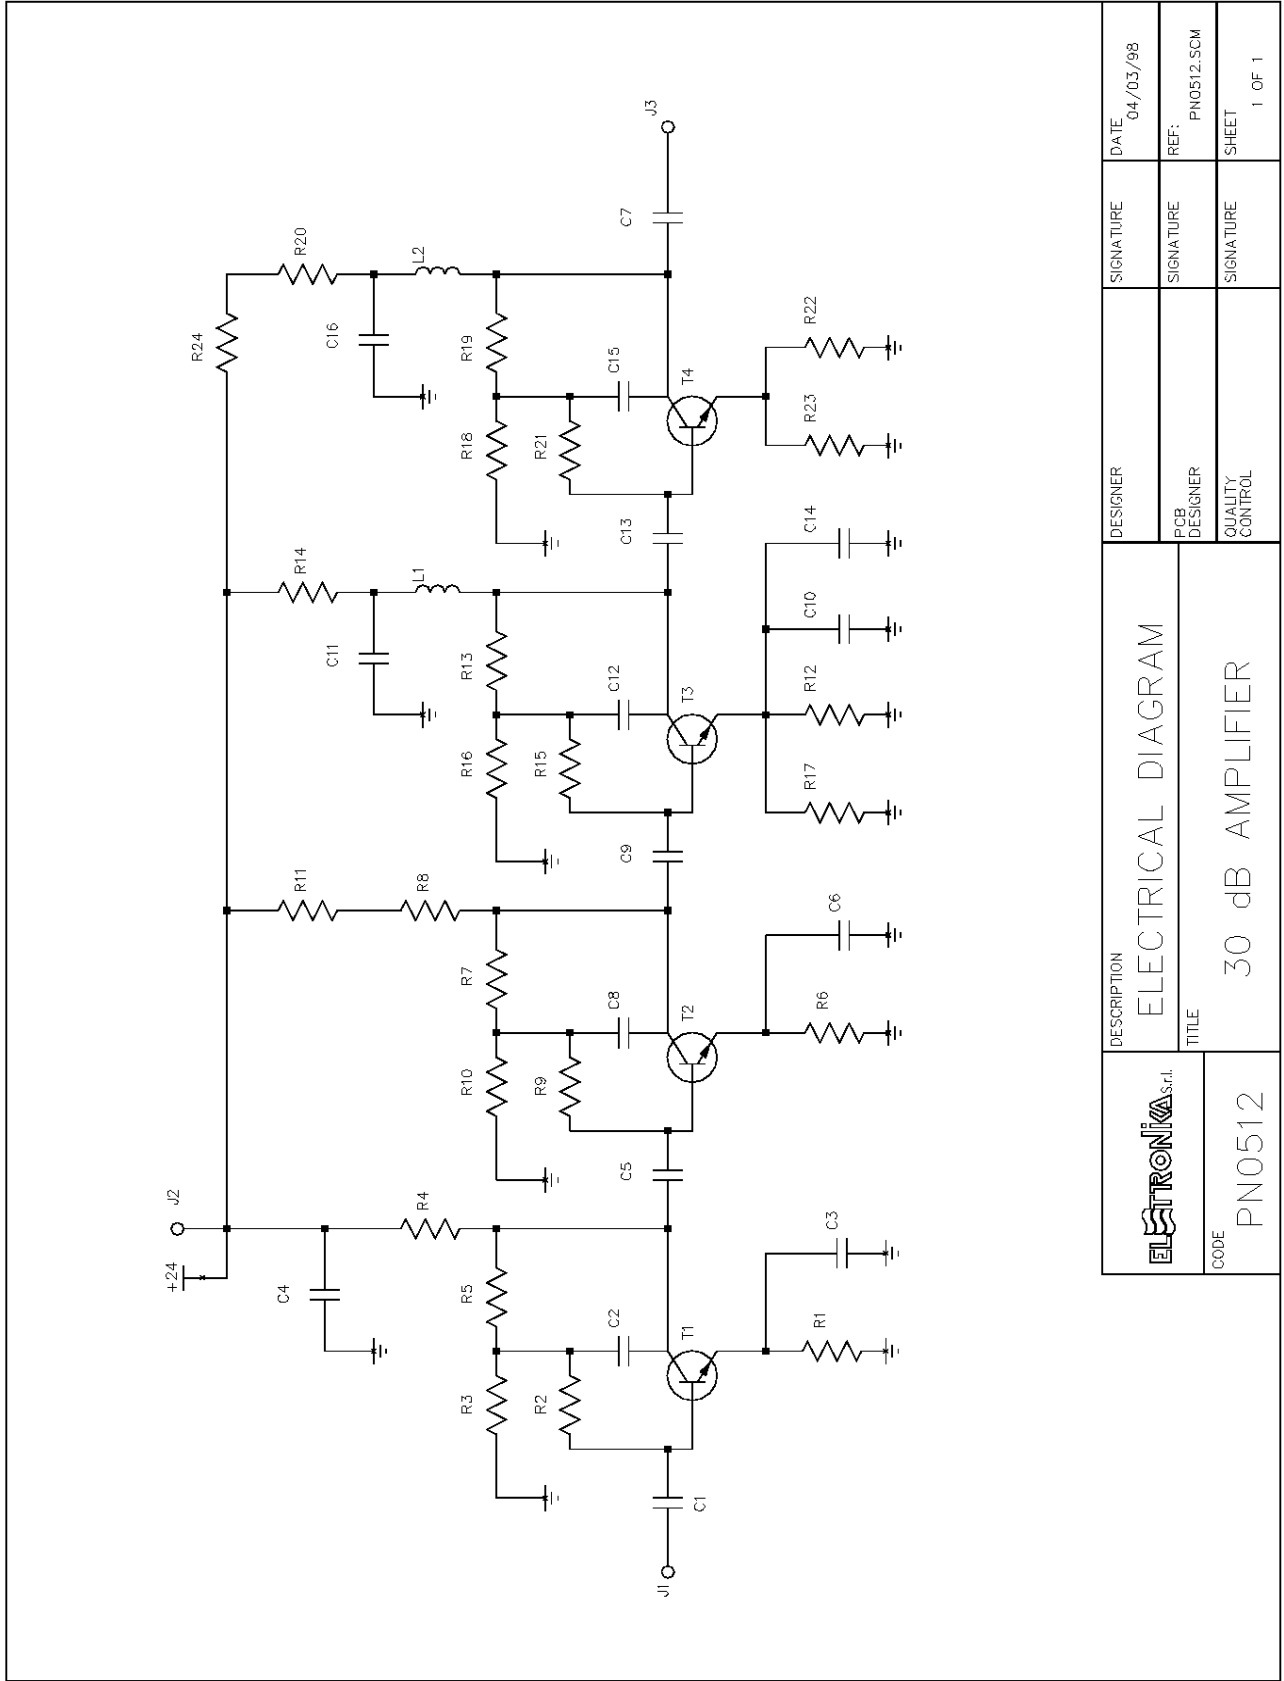 J2
+24
C4
R4
R5
R3
R2
C2
T1
C1
J1
R1
C3
C5
R11
R8
R7
R10
R9
C8
T2
R6
C6
C9
R14
C11
L1
R13
R16
R15
C12
T3
R17
R12
C10
C14
C13
R24
R20
C16
L2
R19
R18
R21
C15
T4
R23
R22
C7
J3
ELETTRONIKA s.r.l.
CODE
PN0512
DESCRIPTION
ELECTRICAL DIAGRAM
TITLE
30 dB AMPLIFIER
DESIGNER
SIGNATURE
DATE
04/03/98
PCB
DESIGNER
SIGNATURE
REF:
PN0512.SCM
QUALITY
CONTROL
SIGNATURE
SHEET
1 OF 1